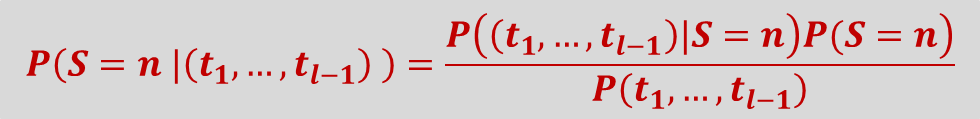 P(S = n |(t₁, …, tₗ₋₁) ) = P((t₁, …, tₗ₋₁)|S = n)P(S = n) / P(t₁, …, tₗ₋₁)